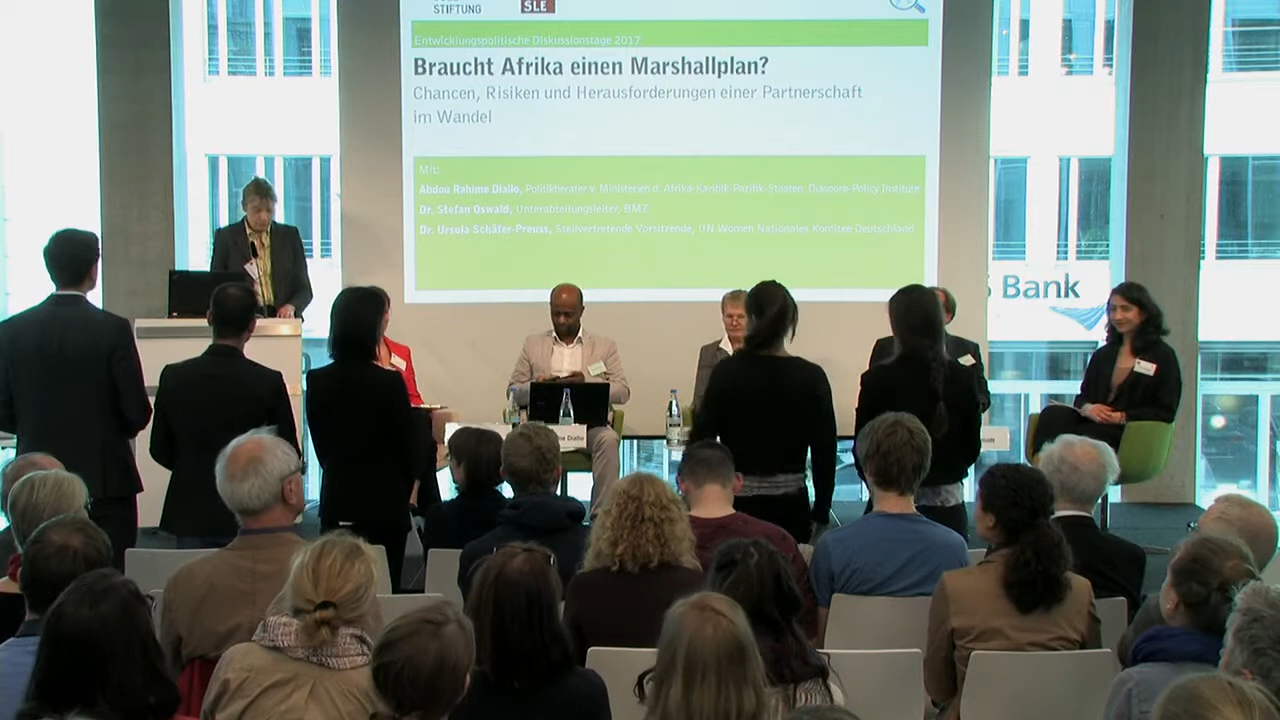 STIFTUNG
SLE
Entwicklungspolitische Diskussionstage 2017
Braucht Afrika einen Marshallplan?
Chancen, Risiken und Herausforderungen einer Partnerschaft
im Wandel
Mit:
Abdou Rahime Diallo, Politikberater v. Ministerien d. Afrika-Karibik-Pazifik-Staaten, Diaspora-Policy Institute
Dr. Stefan Oswald, Unterabteilungsleiter, BMZ
Dr. Ursula Schäfer-Preuss, Stellvertretende Vorsitzende, UN Women Nationales Komitee Deutschland
Bank
Diallo